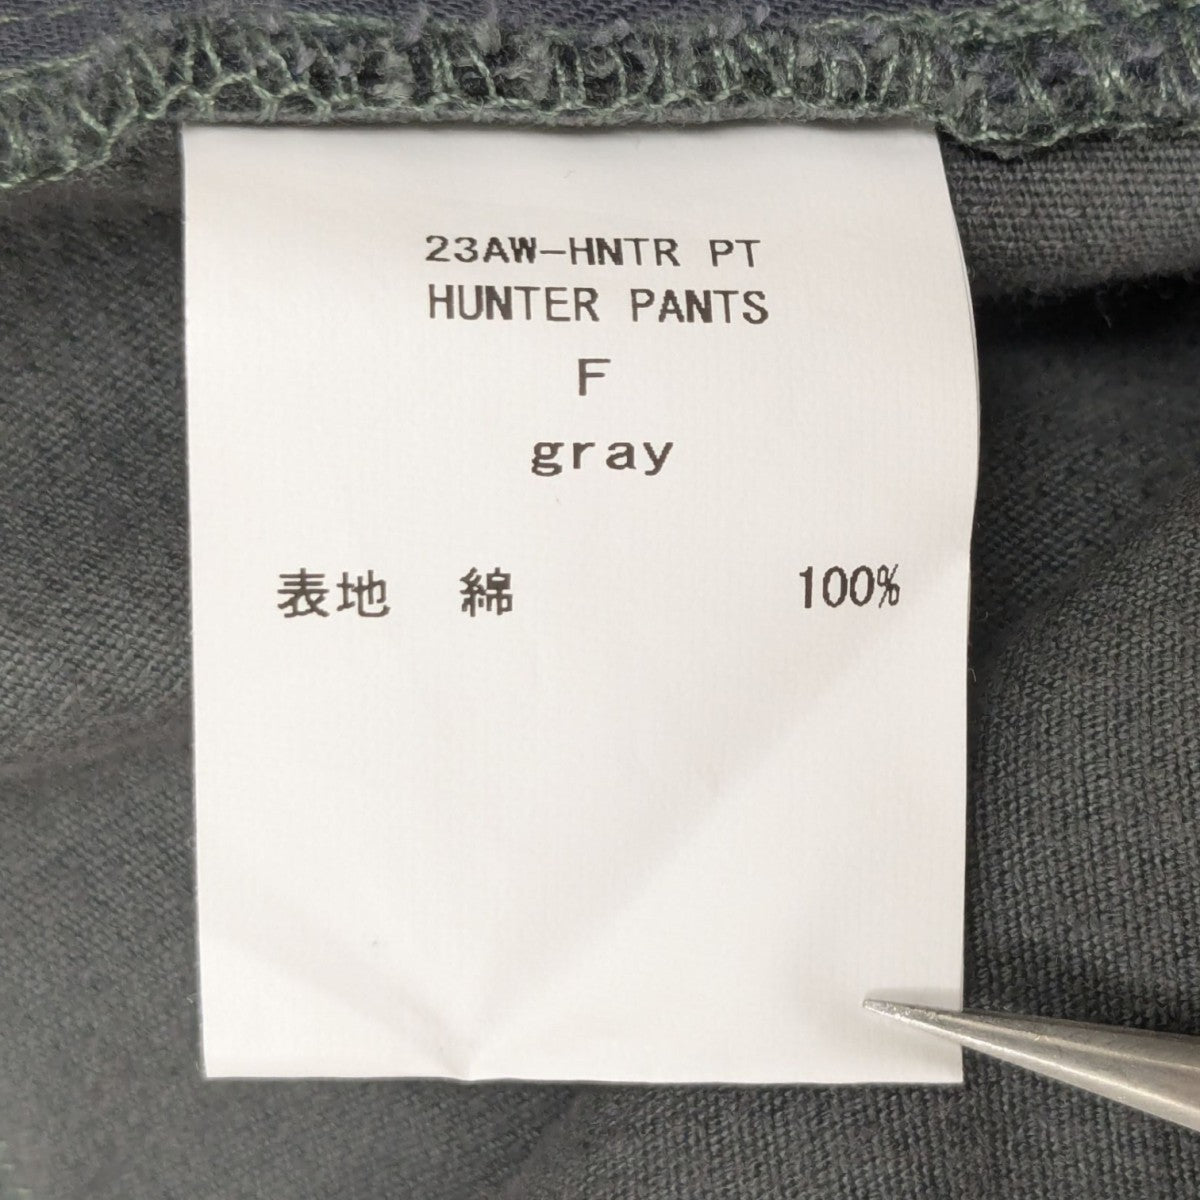 23AW-HNTR PT
HUNTER PANTS
F
gray
表地 綿 100%